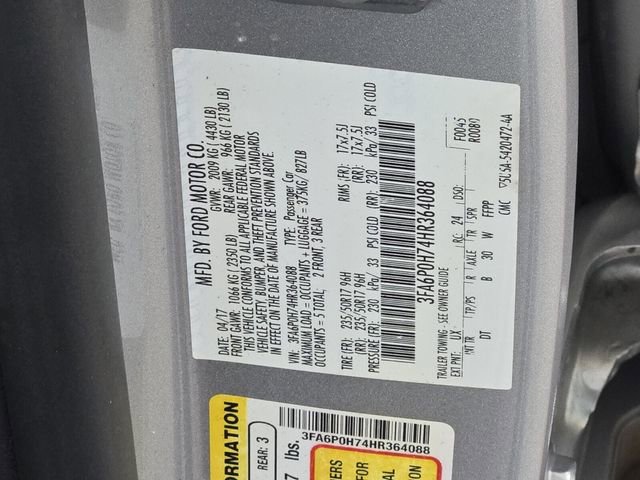 MFD. BY FORD MOTOR CO.
DATE: 04/17 GVWR: 2009 KG (4430 LB)
FRONT GAWR: 1066 KG (2350 LB) REAR GAWR: 966 KG (2130 LB)
THIS VEHICLE CONFORMS TO ALL APPLICABLE FEDERAL MOTOR
VEHICLE SAFETY, BUMPER, AND THEFT PREVENTION STANDARDS
IN EFFECT ON THE DATE OF MANUFACTURE SHOWN ABOVE.
VIN: 3FA6P0H74HR364088 TYPE: Passenger Car
MAXIMUM LOAD = OCCUPANTS + LUGGAGE = 375KG/ 827LB
OCCUPANTS = 5 TOTAL: 2 FRONT, 3 REAR
TIRE (FR): 235/50R17 96H RIMS (FR): 17x7.5J
(RR): 235/50R17 96H (RR): 17x7.5J
PRESSURE (FR): 230 kPa/ 33 PSI COLD (RR): 230 kPa/ 33 PSI COLD
3FA6P0H74HR364088
TRAILER TOWING - SEE OWNER GUIDE F0045
EXT PNT: UX RC: 24 DSO: R0080
INT TR TP/PS R AXLE TR SPR
DT B 30 W FFPP
CMC 5U5A-5420472-AA
3FA6P0H74HR364088
REAR: 3
lbs.